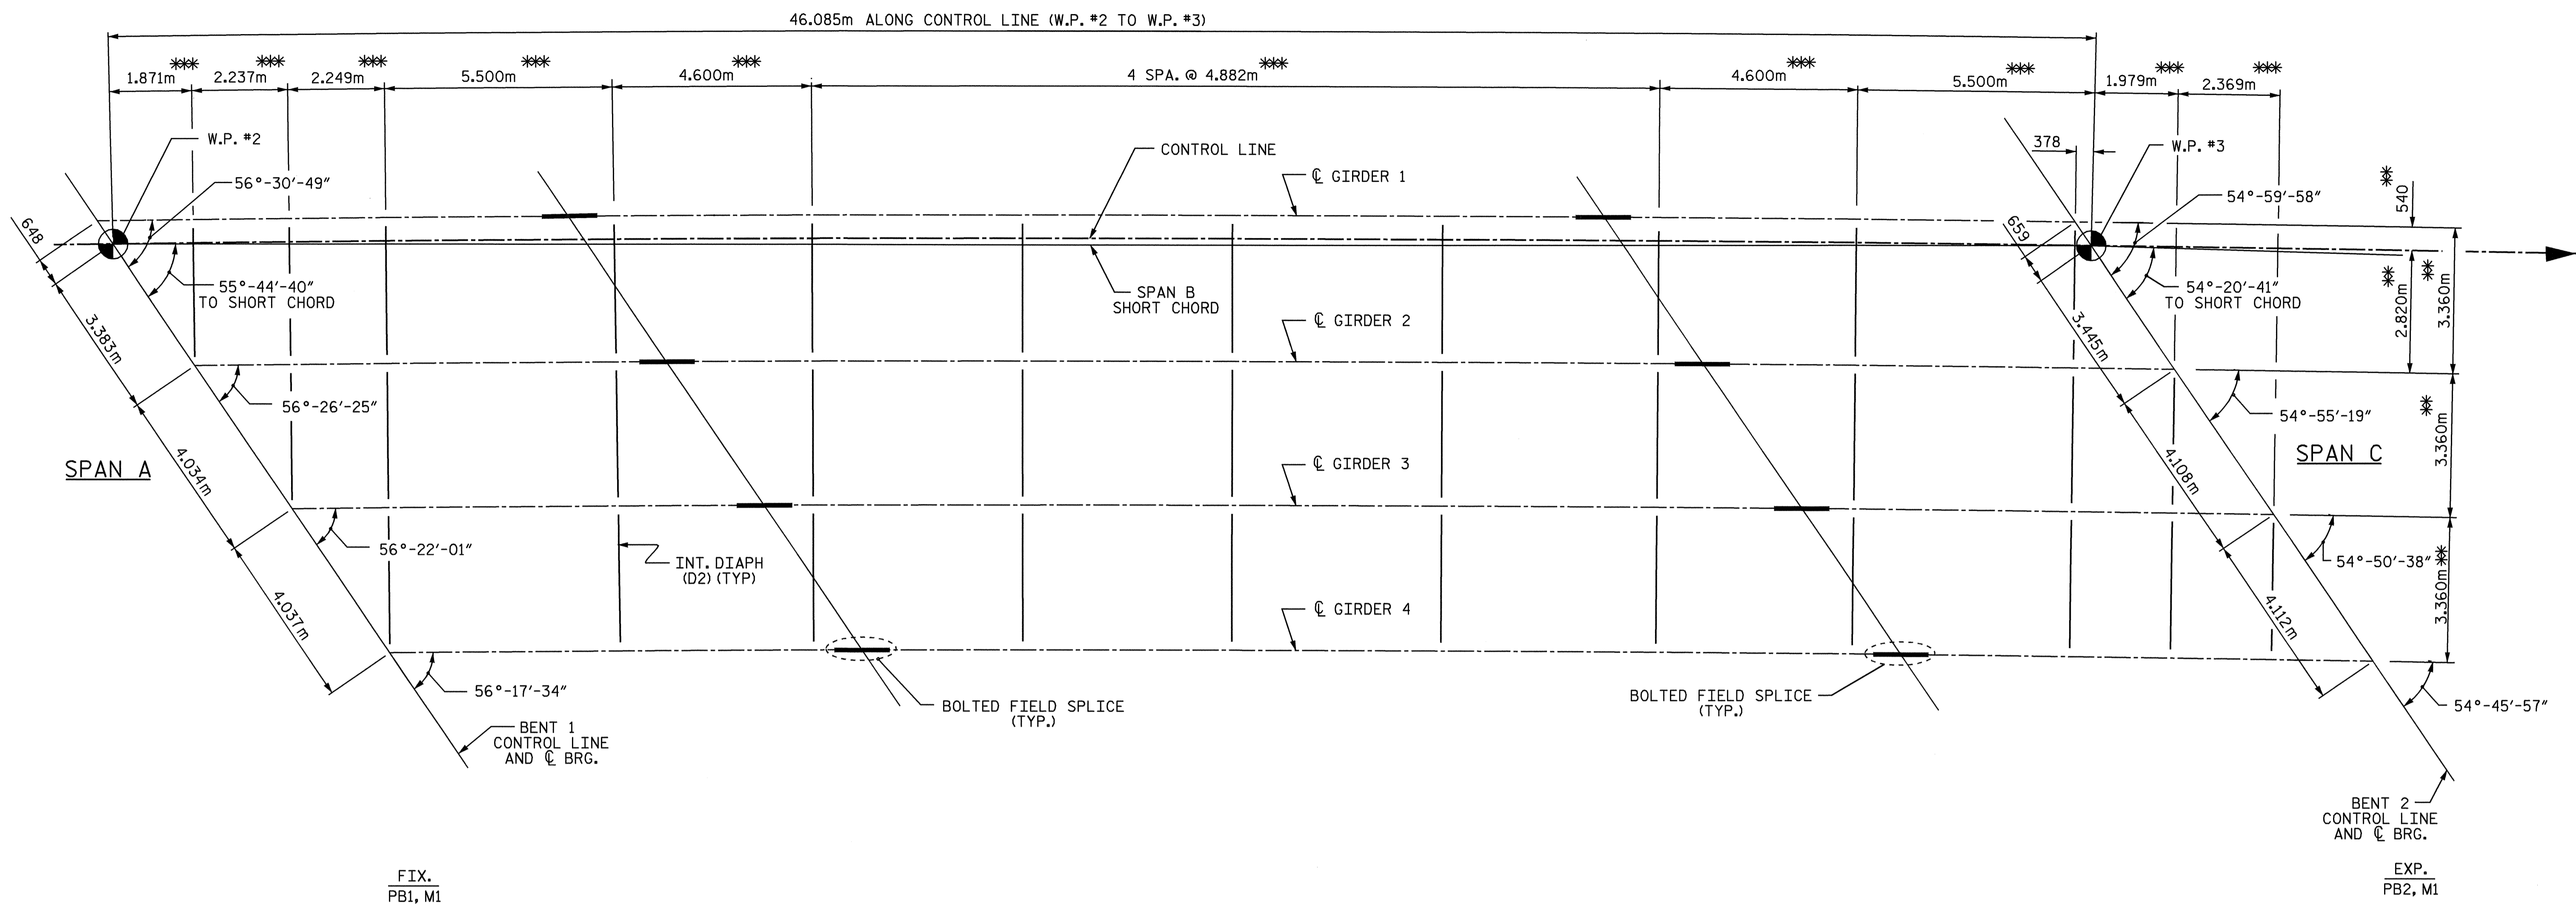 46.085m ALONG CONTROL LINE (W.P. #2 TO W.P. #3)
*** *** *** *** *** *** *** *** *** ***
1.871m 2.237m 2.249m 5.500m 4.600m 4 SPA. @ 4.882m 4.600m 5.500m 1.979m 2.369m
W.P. #2
CONTROL LINE
378
W.P. #3
56°-30'-49"
℄ GIRDER 1
54°-59'-58"
** 540
648
659
55°-44'-40"
TO SHORT CHORD
SPAN B
SHORT CHORD
54°-20'-41"
TO SHORT CHORD
** 2.820m
** 3.360m
3.383m
℄ GIRDER 2
3.445m
56°-26'-25"
54°-55'-19"
** 3.360m
SPAN A
4.034m
℄ GIRDER 3
4.108m
SPAN C
56°-22'-01"
INT. DIAPH
(D2) (TYP)
54°-50'-38"
** 3.360m
4.037m
℄ GIRDER 4
4.112m
56°-17'-34"
BOLTED FIELD SPLICE
(TYP.)
BOLTED FIELD SPLICE
(TYP.)
54°-45'-57"
BENT 1
CONTROL LINE
AND ℄ BRG.
BENT 2
CONTROL LINE
AND ℄ BRG.
FIX.
PB1, M1
EXP.
PB2, M1